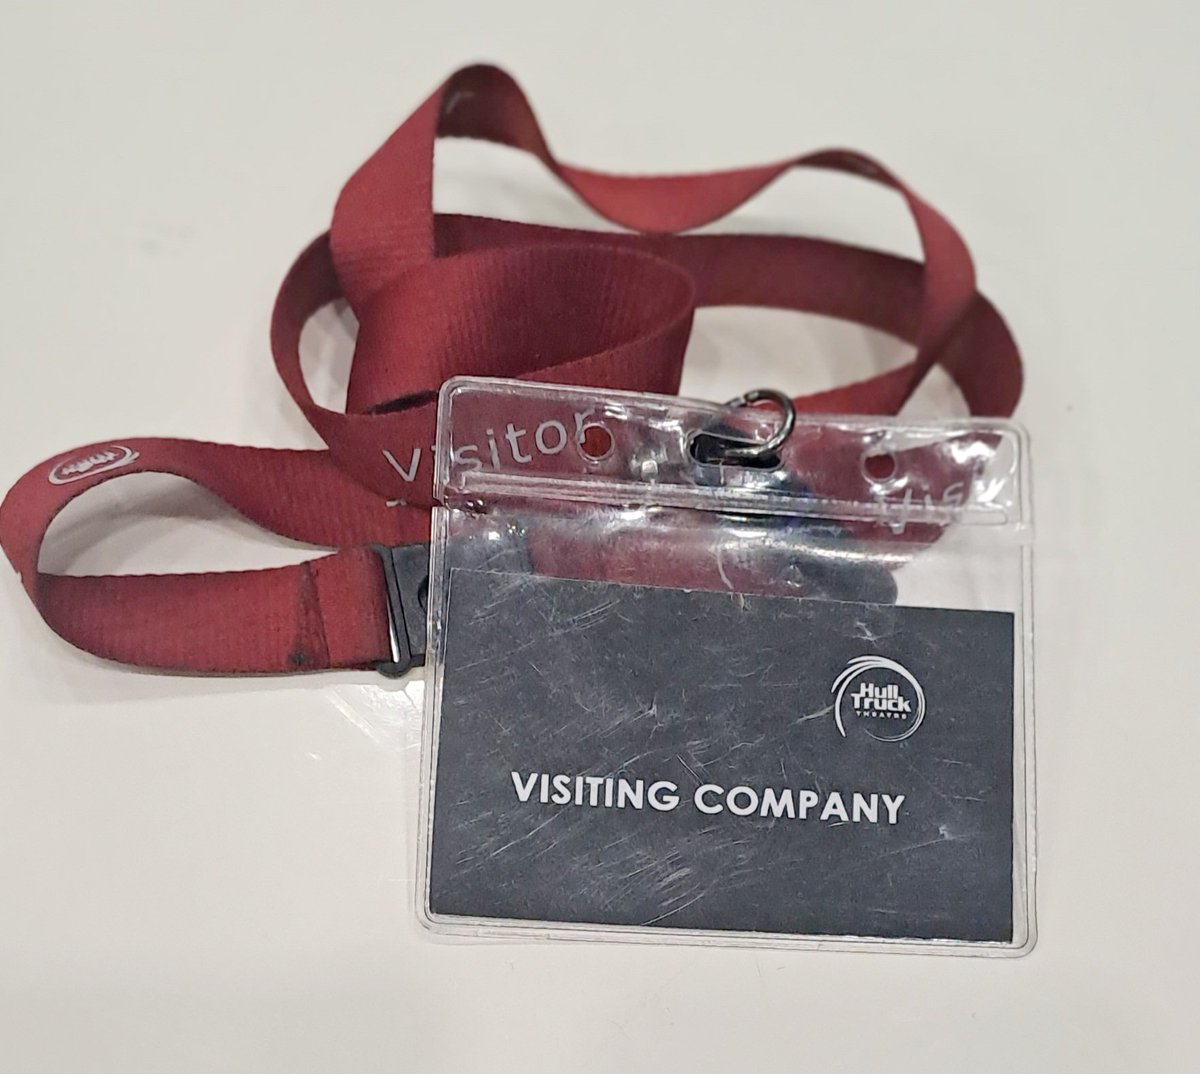 Visitor
Hull
Truck
THEATRE
VISITING COMPANY